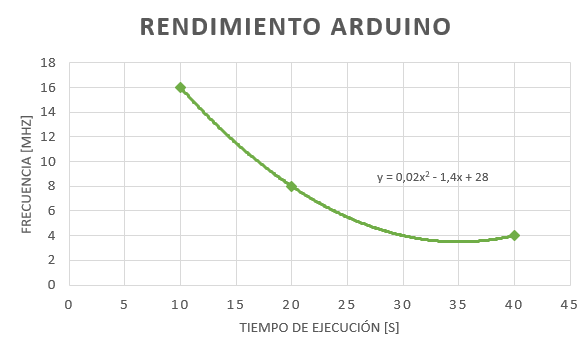 RENDIMIENTO ARDUINO
FRECUENCIA [MHZ]
18
16
14
12
10
8
6
4
2
0
y = 0,02x² - 1,4x + 28
0 5 10 15 20 25 30 35 40 45
TIEMPO DE EJECUCIÓN [S]